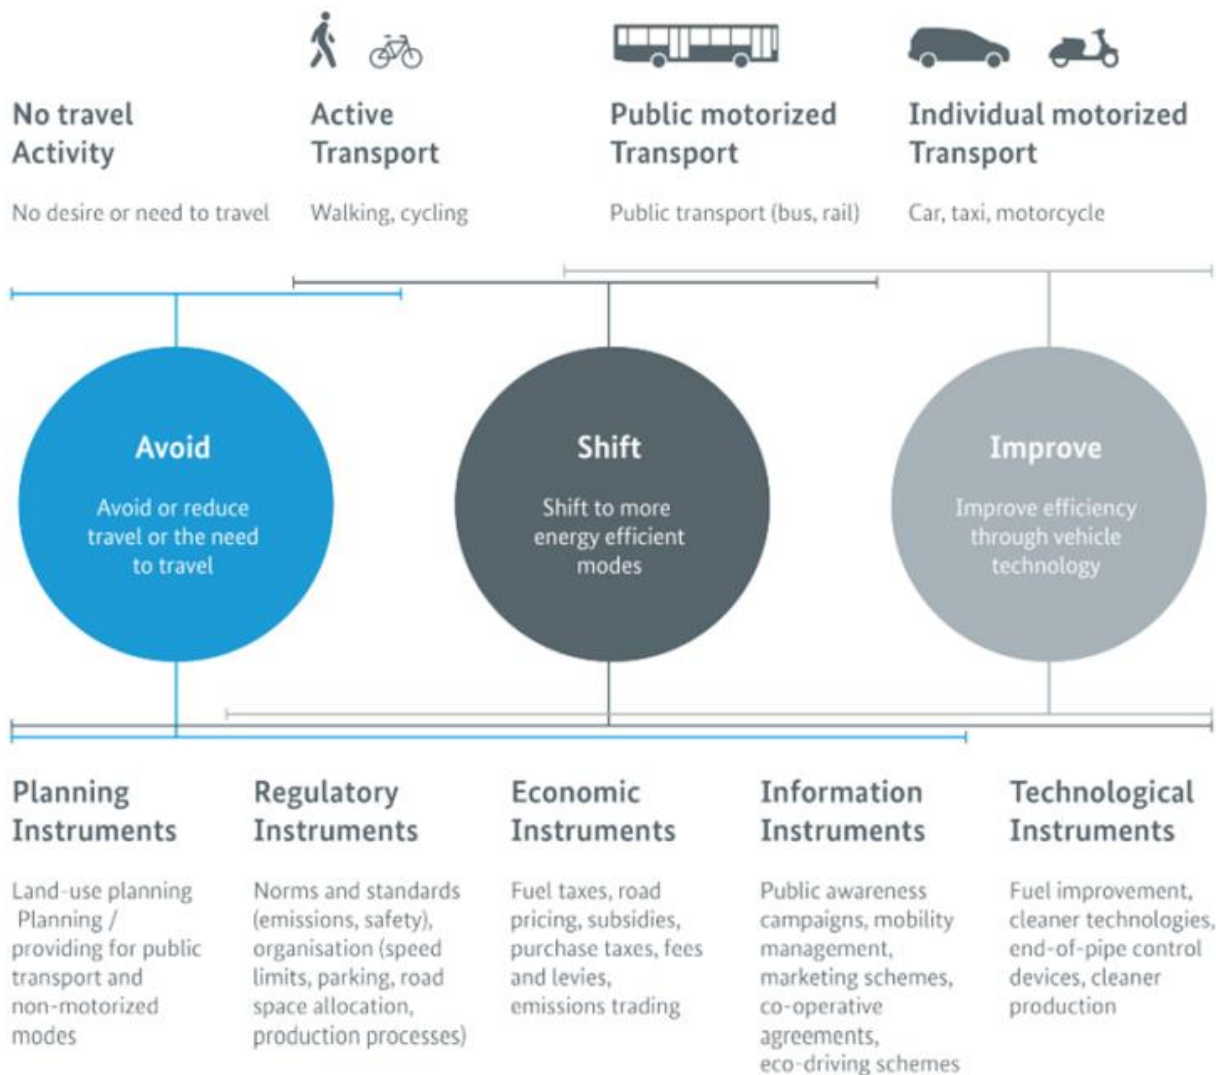 No travel
Activity
No desire or need to travel
Active
Transport
Walking, cycling
Public motorized
Transport
Public transport (bus, rail)
Individual motorized
Transport
Car, taxi, motorcycle
Avoid
Avoid or reduce
travel or the need
to travel
Shift
Shift to more
energy efficient
modes
Improve
Improve efficiency
through vehicle
technology
Planning
Instruments
Land-use planning
Planning /
providing for public
transport and
non-motorized
modes
Regulatory
Instruments
Norms and standards
(emissions, safety),
organisation (speed
limits, parking, road
space allocation,
production processes)
Economic
Instruments
Fuel taxes, road
pricing, subsidies,
purchase taxes, fees
and levies,
emissions trading
Information
Instruments
Public awareness
campaigns, mobility
management,
marketing schemes,
co-operative
agreements,
eco-driving schemes
Technological
Instruments
Fuel improvement,
cleaner technologies,
end-of-pipe control
devices, cleaner
production